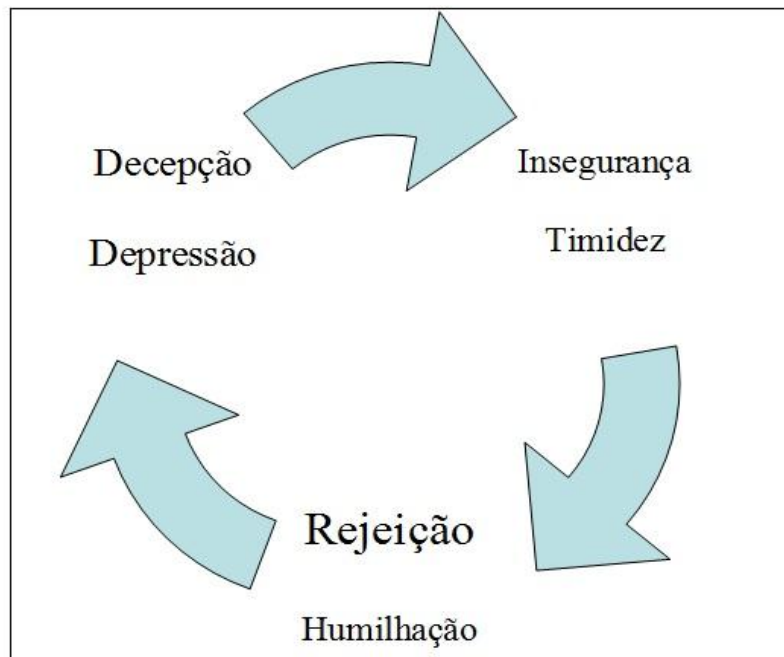 Decepção
Depressão
Insegurança
Timidez
Rejeição
Humilhação